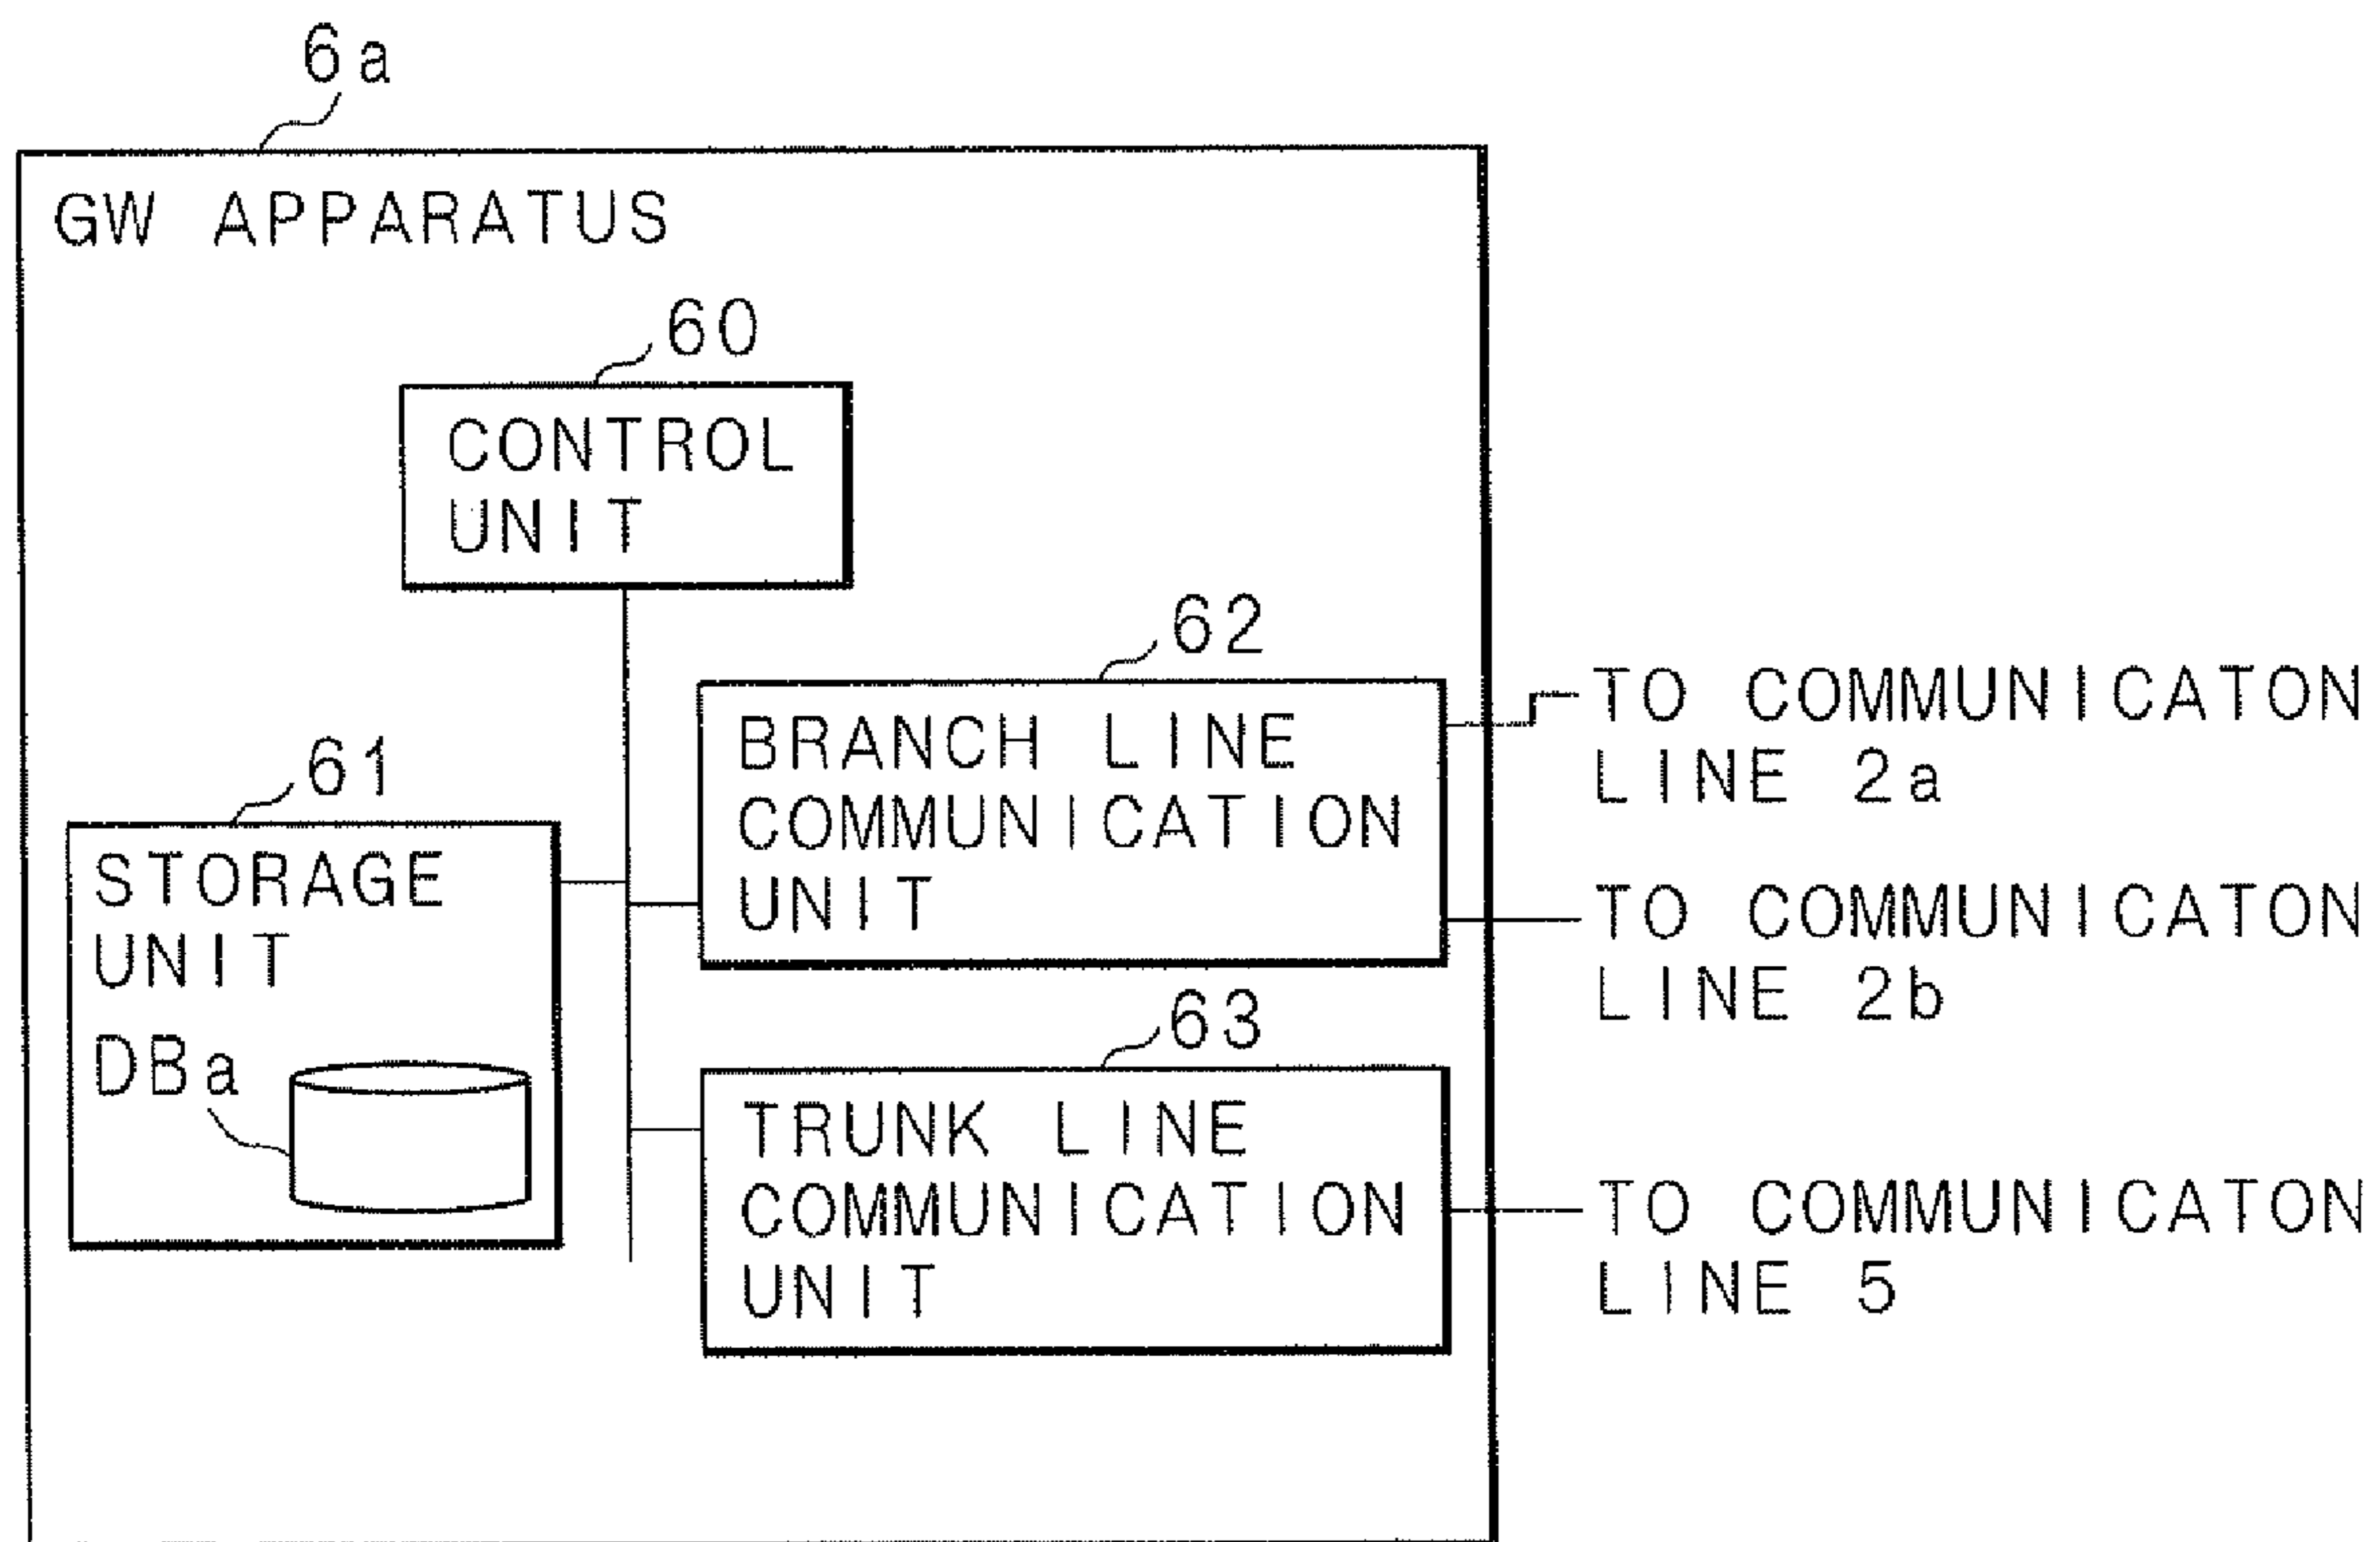 6a
GW APPARATUS
60
CONTROL
UNIT
62
BRANCH LINE
COMMUNICATION
UNIT
TO COMMUNICATON
LINE 2a
TO COMMUNICATON
LINE 2b
61
STORAGE
UNIT
DBa
63
TRUNK LINE
COMMUNICATION
UNIT
TO COMMUNICATON
LINE 5